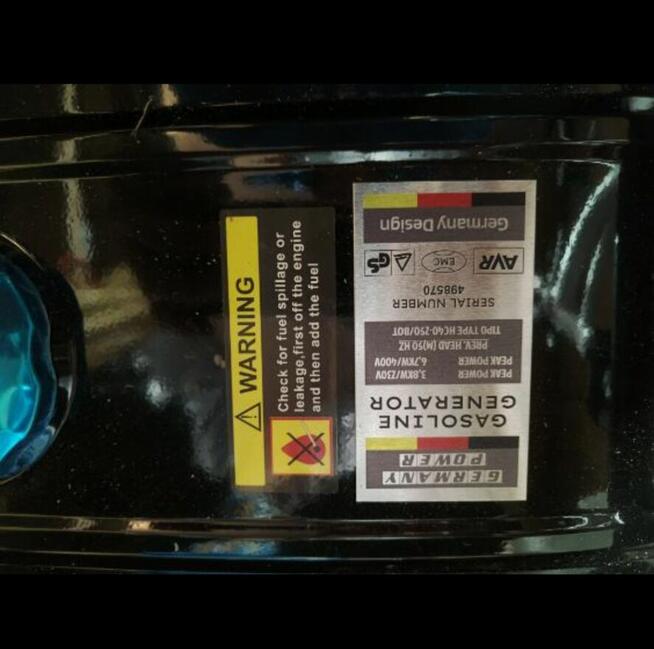 WARNING
Check for fuel spillage or
leakage,first off the engine
and then add the fuel
GERMANY
POWER
GASOLINE
GENERATOR
PEAK POWER 3,8KW/230V
PEAK POWER 6,7KW/400V
PREV. HEAD (M)50 HZ
TIPO TYPE HC40-250/BOT
SERIAL NUMBER
498570
AVR EMC GS
Germany Design